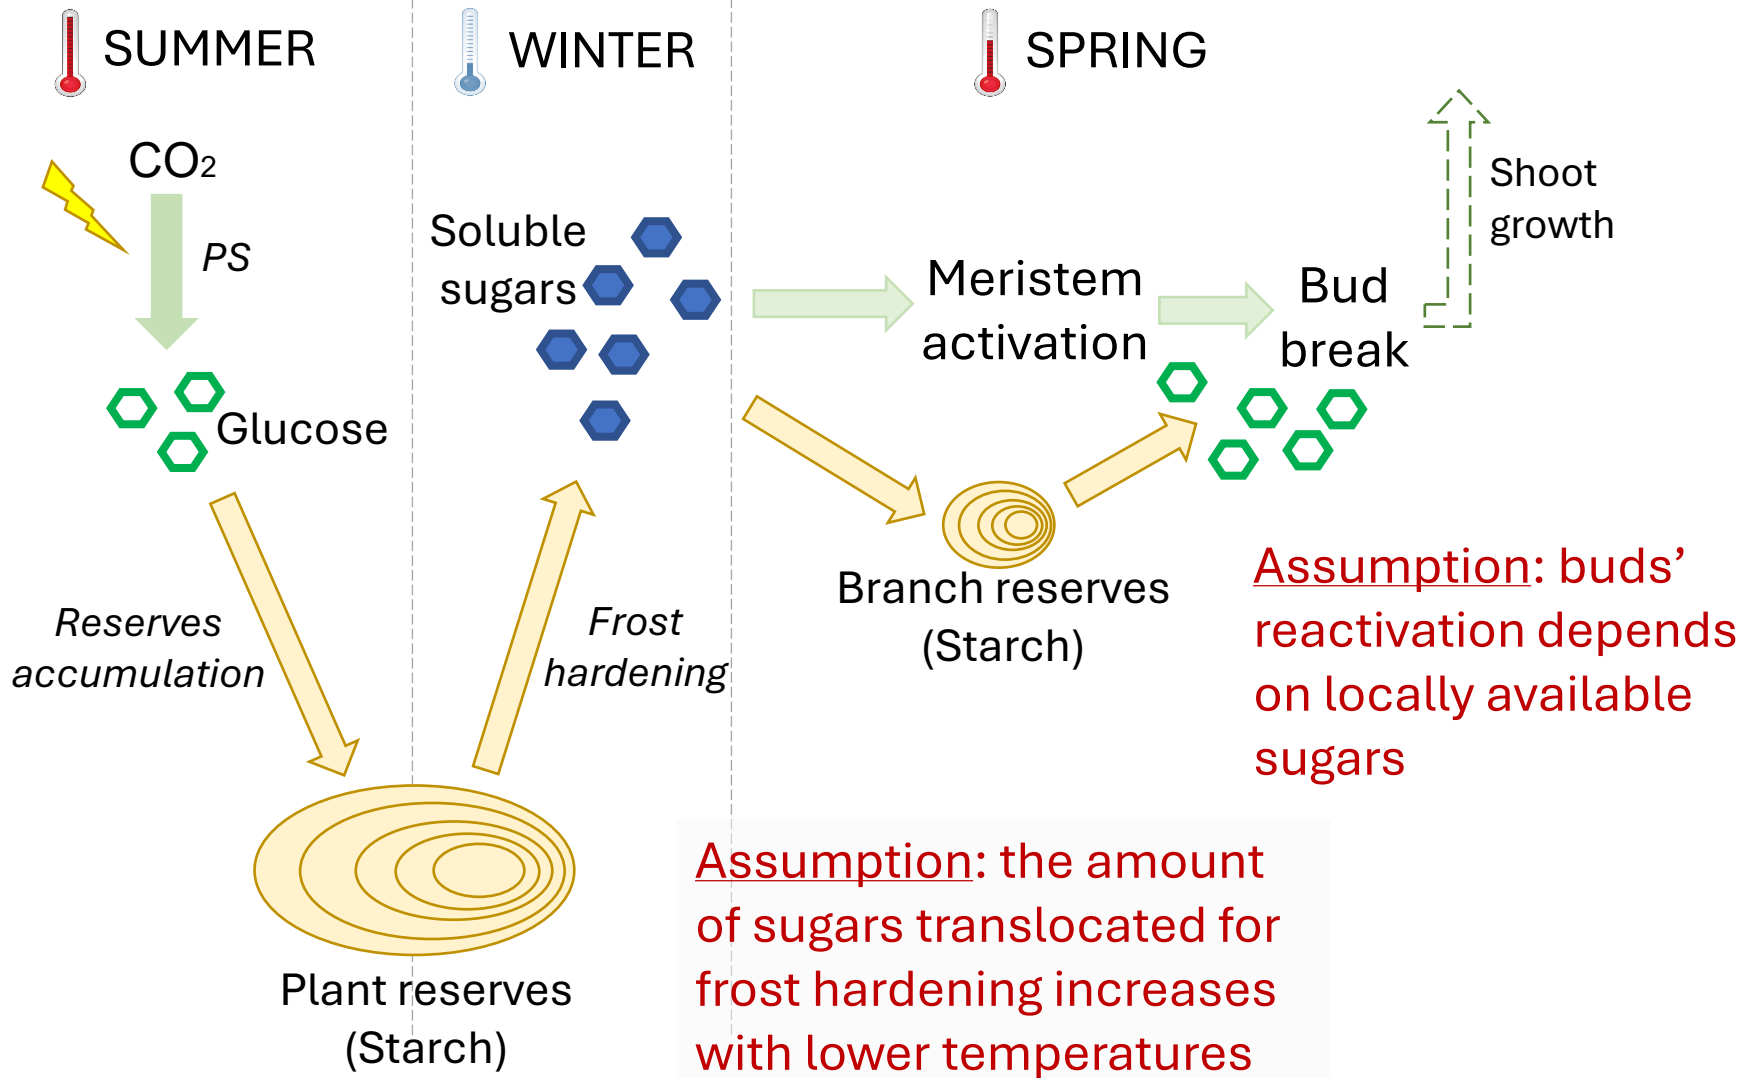 SUMMER
WINTER
SPRING
CO₂
PS
Glucose
Reserves
accumulation
Plant reserves
(Starch)
Soluble
sugars
Frost
hardening
Meristem
activation
Bud
break
Shoot
growth
Branch reserves
(Starch)
Assumption: buds’
reactivation depends
on locally available
sugars
Assumption: the amount
of sugars translocated for
frost hardening increases
with lower temperatures